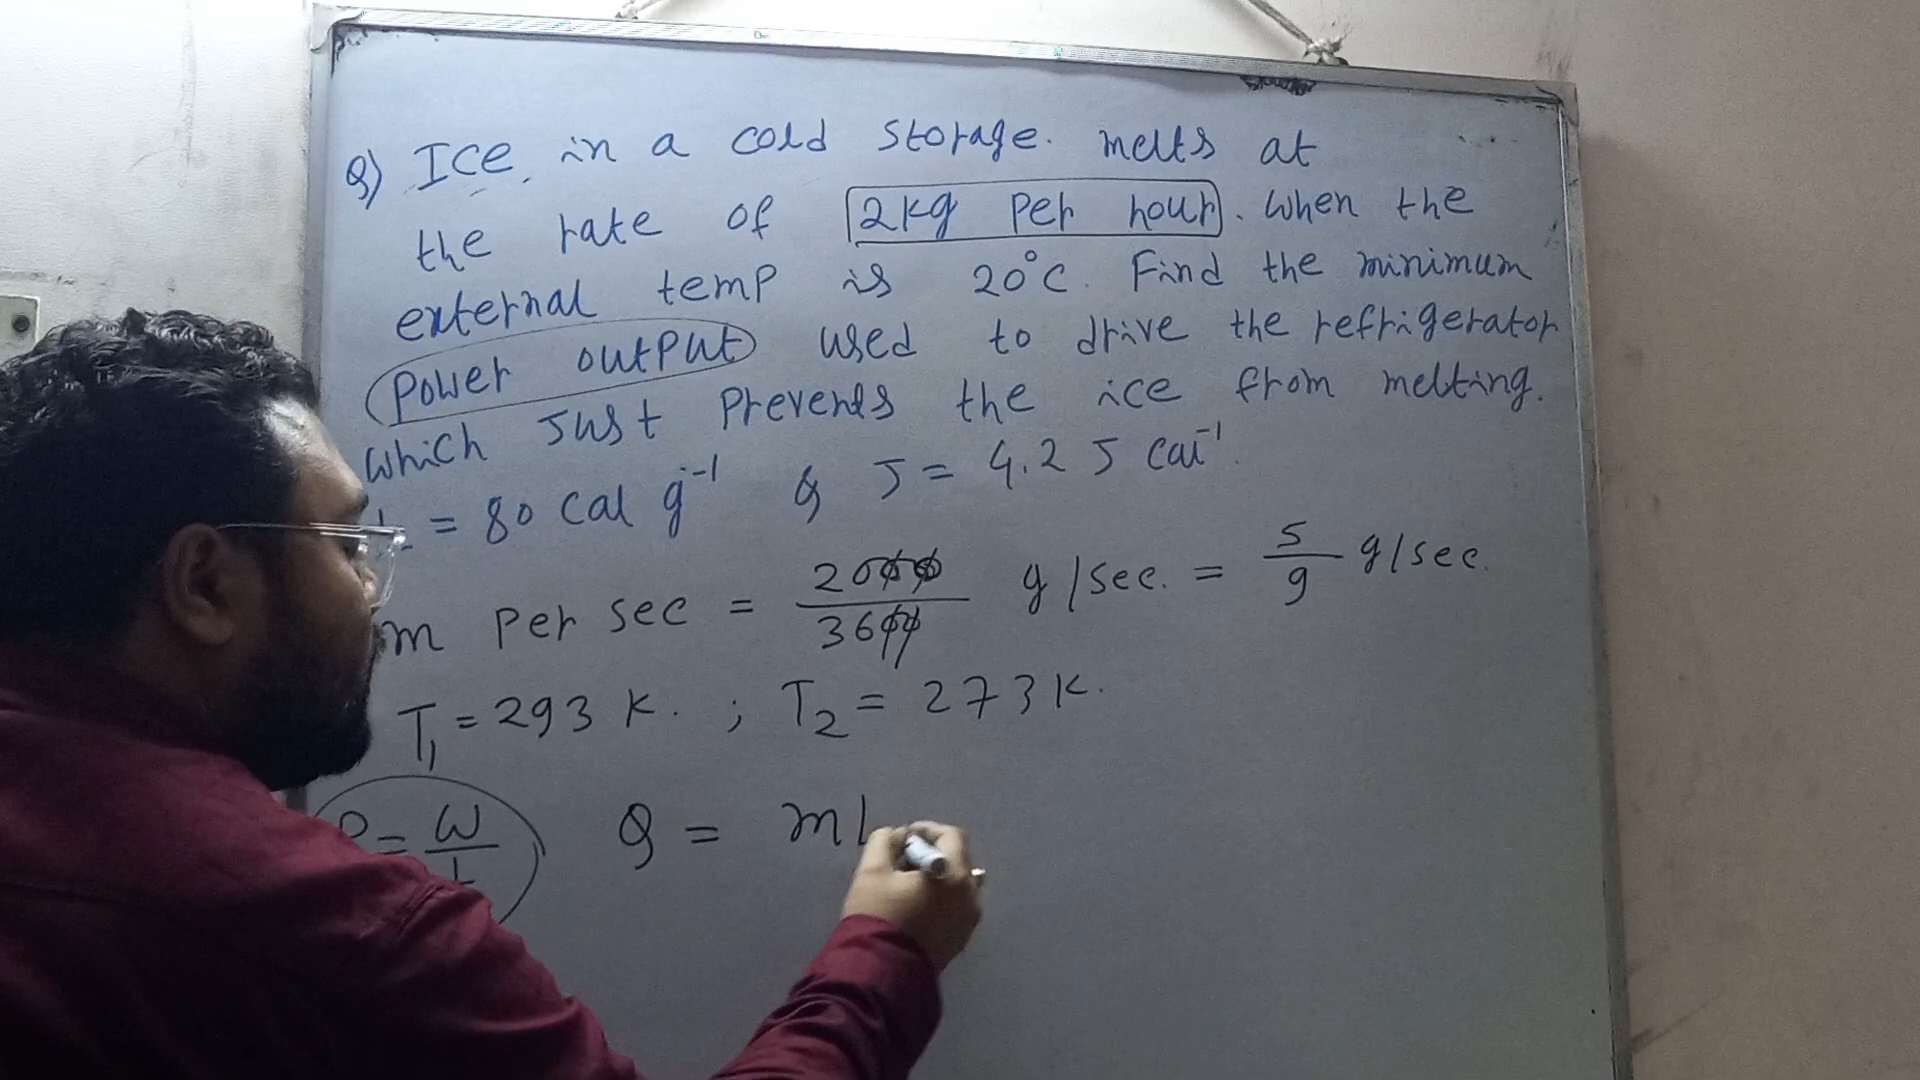 Q) Ice in a cold storage. melts at
the rate of 2kg per hour. When the
external temp is 20°C. Find the minimum
power output used to drive the refrigerator
which just prevents the ice from melting.
= 80 cal g⁻¹ & J = 4.2 J cal⁻¹.
m per sec = 2000/3600 g/sec. = 5/9 g/sec.
T₁ = 293 K. ; T₂ = 273 K.
P = W/t Q = mL